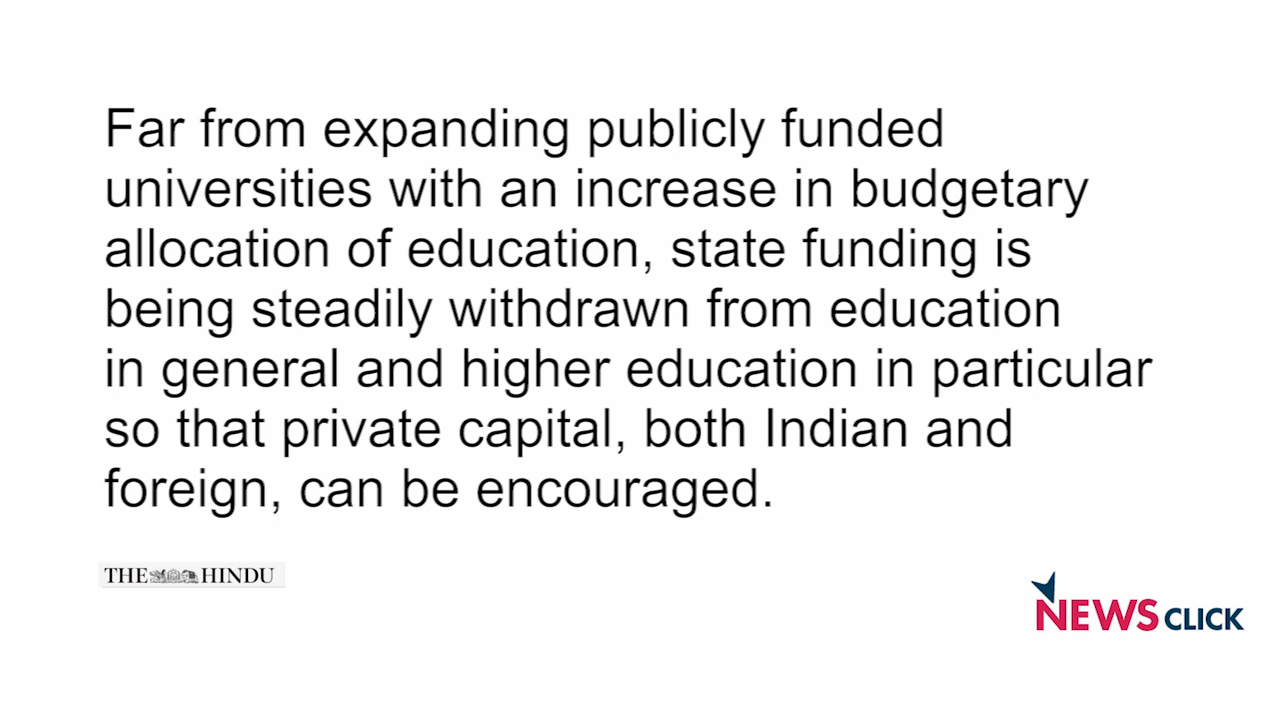 Far from expanding publicly funded
universities with an increase in budgetary
allocation of education, state funding is
being steadily withdrawn from education
in general and higher education in particular
so that private capital, both Indian and
foreign, can be encouraged.
THE HINDU
NEWS CLICK